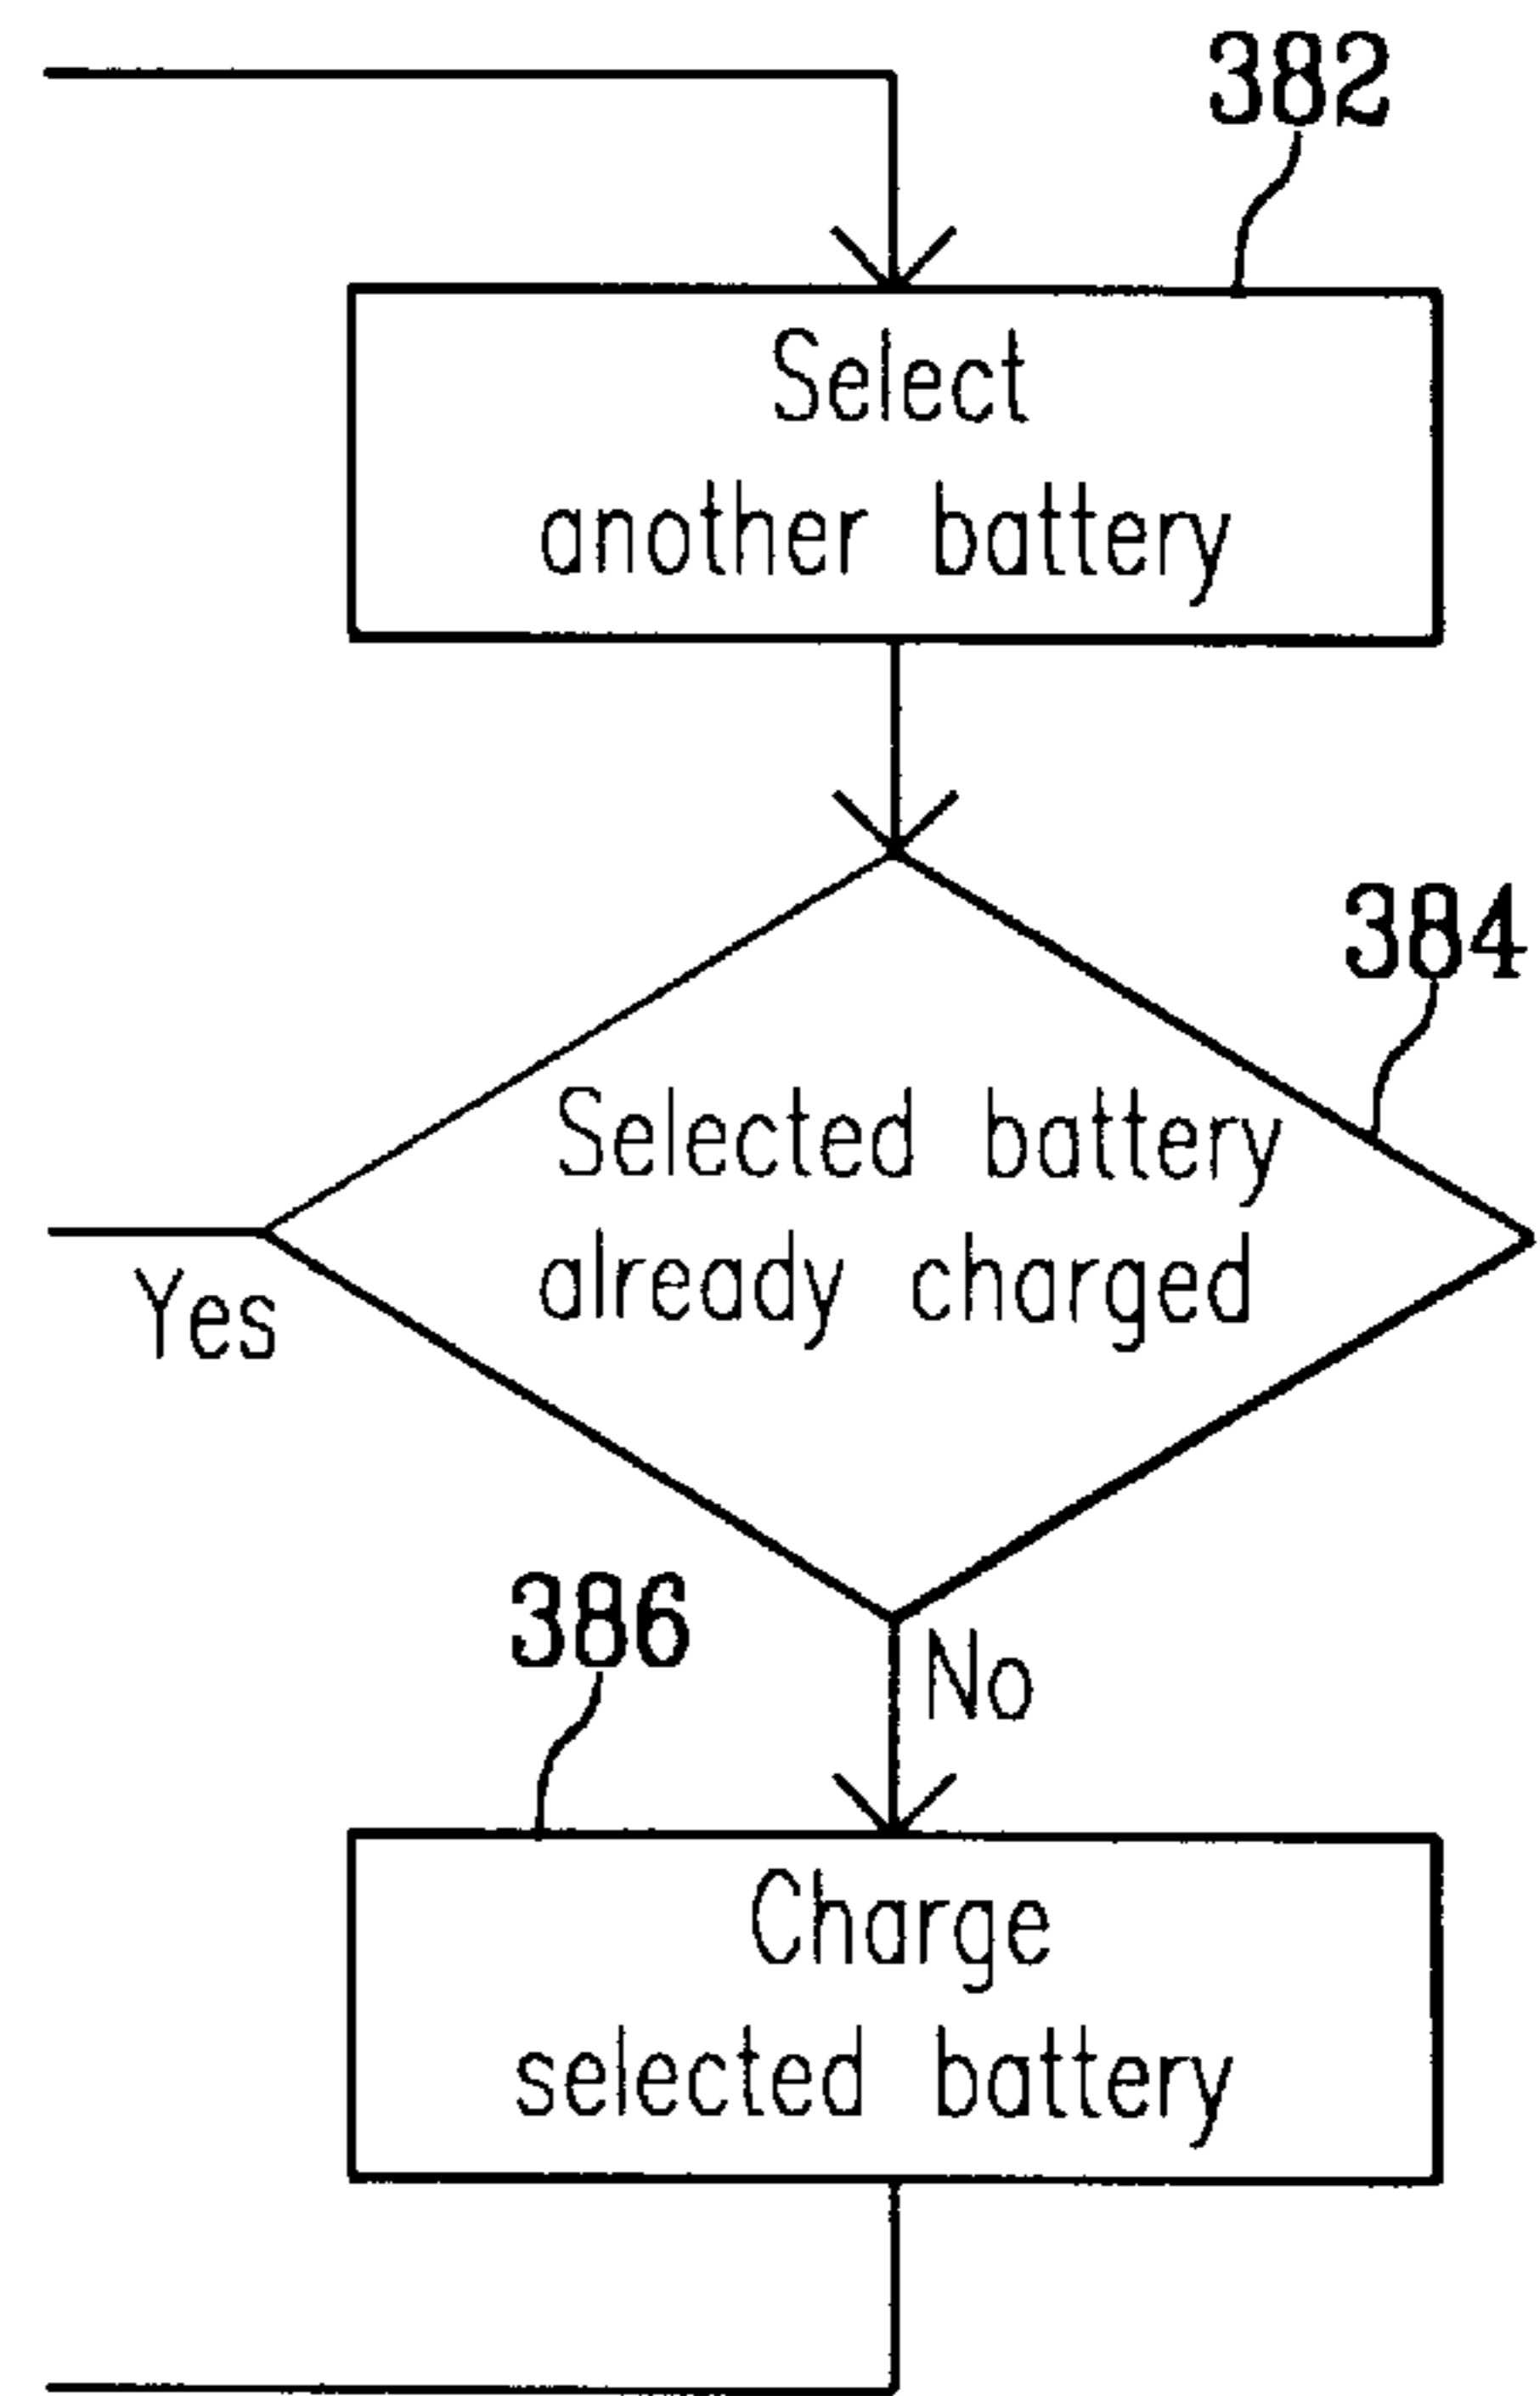 382
Select
another battery
384
Selected battery
already charged
Yes
386
No
Charge
selected battery